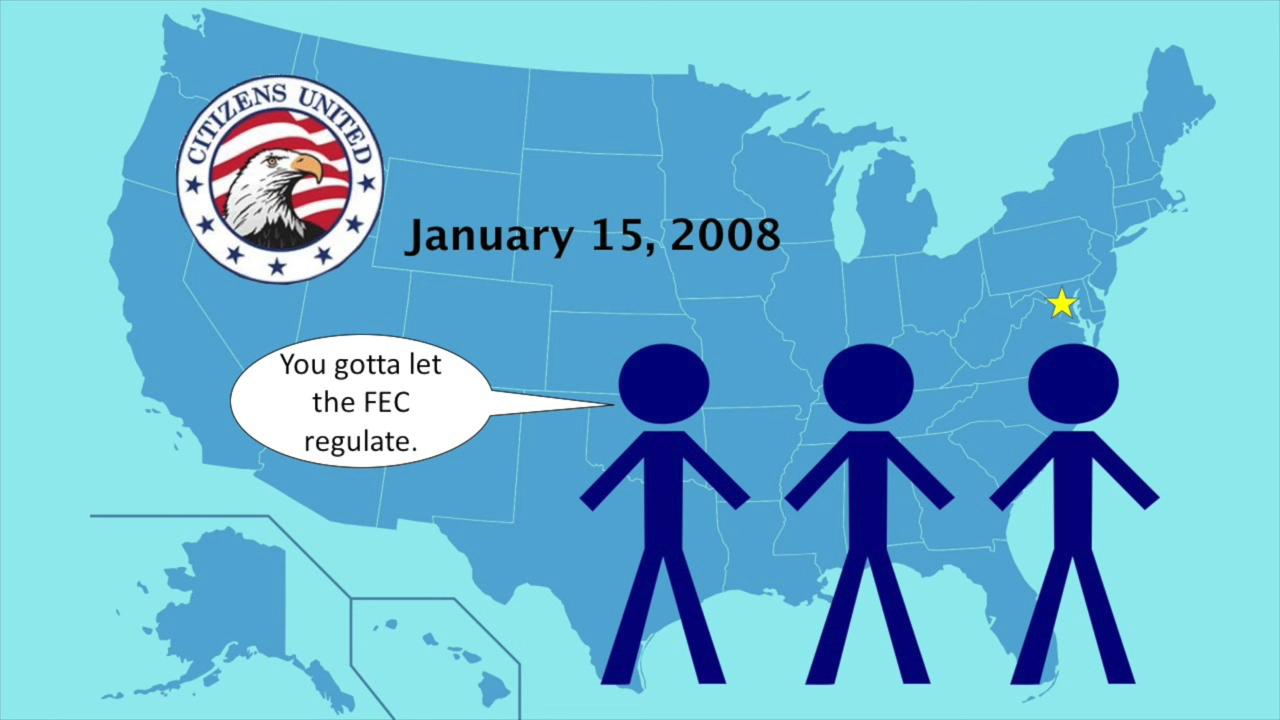 CITIZENS UNITED
January 15, 2008
You gotta let
the FEC
regulate.